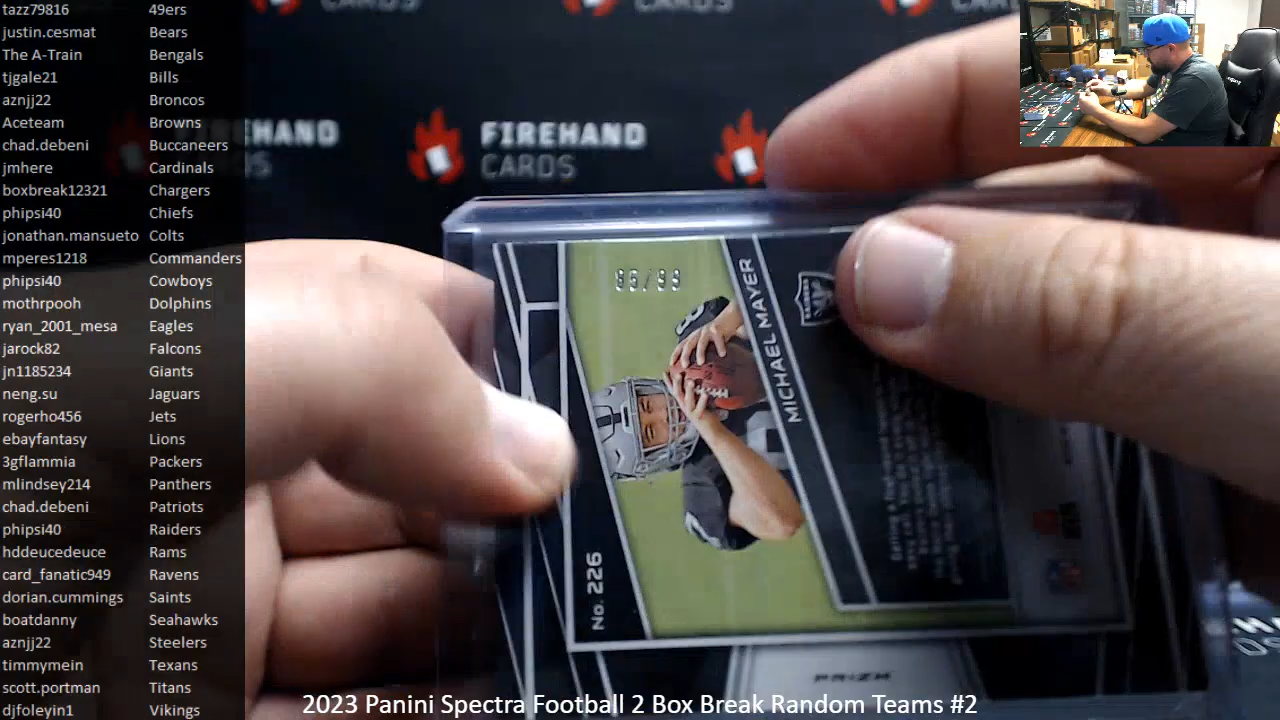 tazz79816 49ers
justin.cesmat Bears
The A-Train Bengals
tjgale21 Bills
aznjj22 Broncos
Aceteam Browns
chad.debeni Buccaneers
jmhere Cardinals
boxbreak12321 Chargers
phipsi40 Chiefs
jonathan.mansueto Colts
mperes1218 Commanders
phipsi40 Cowboys
mothrpooh Dolphins
ryan_2001_mesa Eagles
jarock82 Falcons
jn1185234 Giants
neng.su Jaguars
rogerho456 Jets
ebayfantasy Lions
3gflammia Packers
mlindsey214 Panthers
chad.debeni Patriots
phipsi40 Raiders
hddeucedeuce Rams
card_fanatic949 Ravens
dorian.cummings Saints
boatdanny Seahawks
aznjj22 Steelers
timmymein Texans
scott.portman Titans
djfoleyin1 Vikings
CARDS
CARDS
CARDS
FIREHAND
CARDS
MICHAEL MAYER
RAIDERS
No. 226
PRIZM
2023 Panini Spectra Football 2 Box Break Random Teams #2